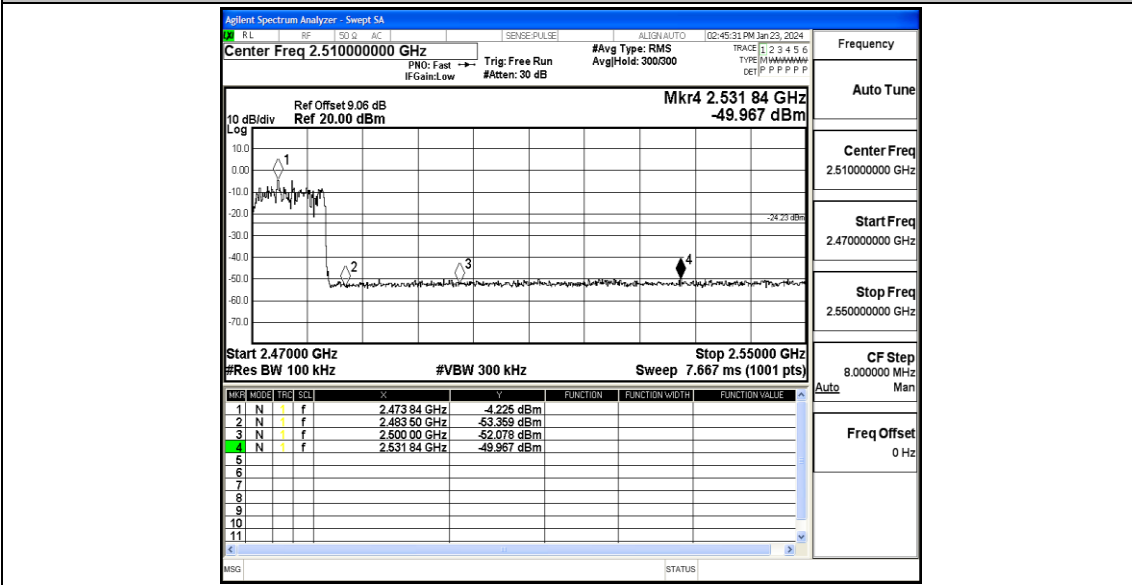 Agilent Spectrum Analyzer - Swept SA
RL RF 50 Ω AC SENSE:PULSE ALIGN AUTO 02:45:31 PM Jan 23, 2024
Center Freq 2.510000000 GHz #Avg Type: RMS TRACE 1 2 3 4 5 6
PNO: Fast Trig: Free Run Avg|Hold: 300/300 TYPE M
IFGain:Low #Atten: 30 dB DET P P P P P P
Frequency
Auto Tune
Center Freq
2.510000000 GHz
Start Freq
2.470000000 GHz
Stop Freq
2.550000000 GHz
CF Step
8.000000 MHz
Auto Man
Freq Offset
0 Hz
Mkr4 2.531 84 GHz
-49.967 dBm
Ref Offset 9.06 dB
10 dB/div Ref 20.00 dBm
Log
10.0
0.00
-10.0
-20.0
-30.0
-40.0
-50.0
-60.0
-70.0
1
2
3
4
-24.23 dBm
Start 2.47000 GHz Stop 2.55000 GHz
#Res BW 100 kHz #VBW 300 kHz Sweep 7.667 ms (1001 pts)
MKR MODE TRC SCL X Y FUNCTION FUNCTION WIDTH FUNCTION VALUE
1 N 1 f 2.473 84 GHz -4.225 dBm
2 N 1 f 2.483 50 GHz -53.359 dBm
3 N 1 f 2.500 00 GHz -52.078 dBm
4 N 1 f 2.531 84 GHz -49.967 dBm
5
6
7
8
9
10
11
MSG STATUS